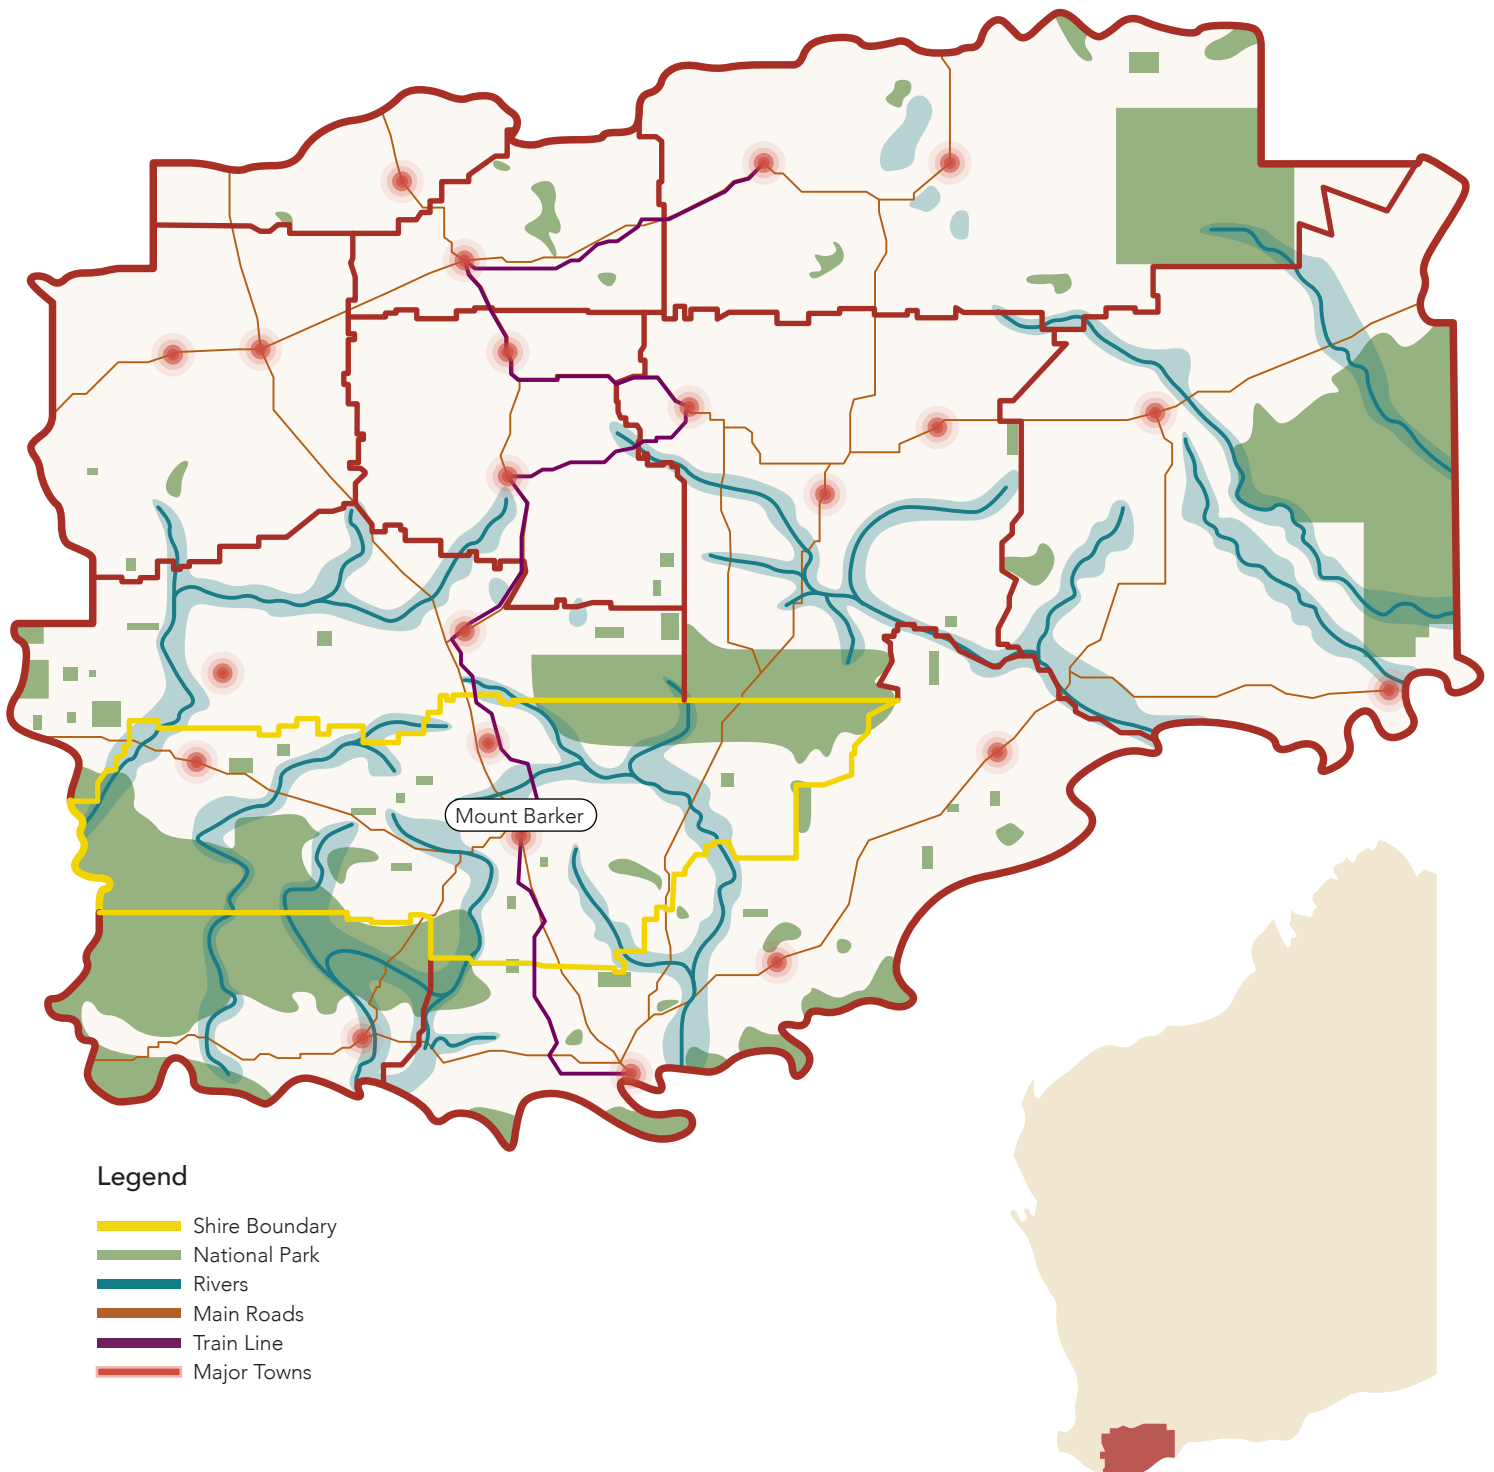 Mount Barker
Legend
Shire Boundary
National Park
Rivers
Main Roads
Train Line
Major Towns